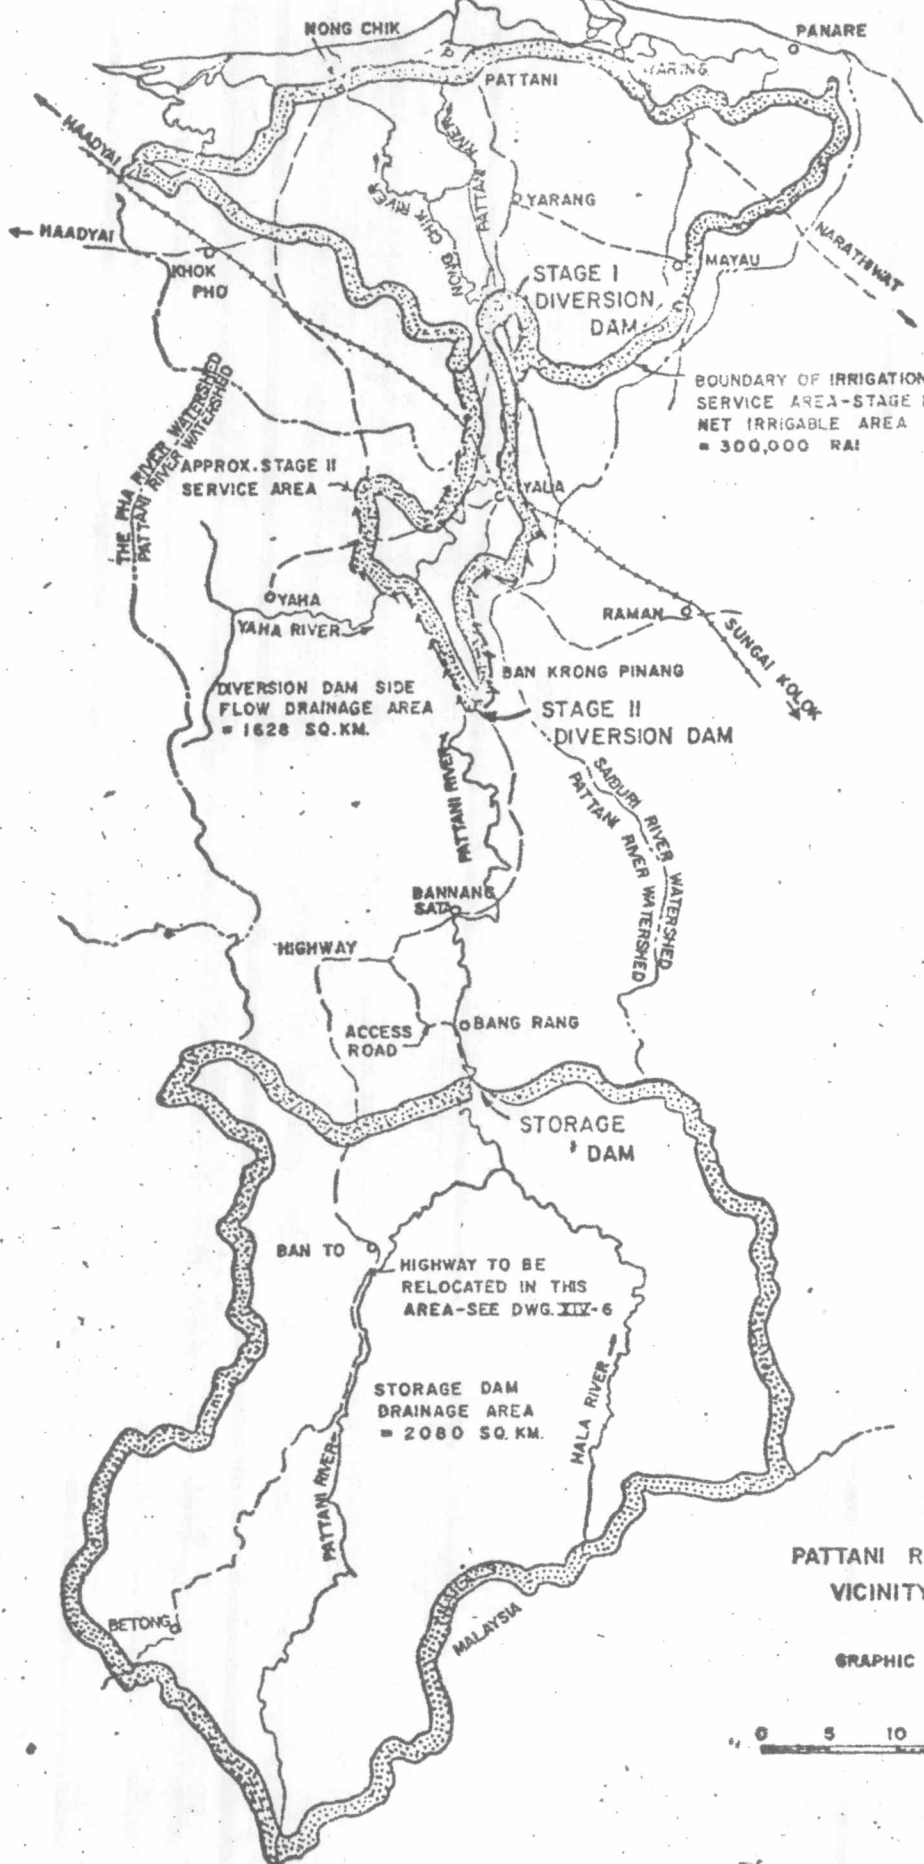 NONG CHIK
PANARE
PATTANI
YARING
HAADYAI
PATTANI RIVER
NONG CHIK RIVER
YARANG
HAADYAI
KHOK
PHO
MAYAU
NARATHIWAT
STAGE I
DIVERSION
DAM
BOUNDARY OF IRRIGATION
SERVICE AREA-STAGE
NET IRRIGABLE AREA
= 300,000 RAI
THE PHA RIVER WATERSHED
PATTANI RIVER WATERSHED
APPROX. STAGE II
SERVICE AREA
YALA
YAHA
YAHA RIVER
RAMAN
SUNGAI KOLOK
BAN KRONG PINANG
DIVERSION DAM SIDE
FLOW DRAINAGE AREA
= 1628 SQ.KM.
STAGE II
DIVERSION DAM
PATTANI RIVER
SAIBURI RIVER WATERSHED
PATTANI RIVER WATERSHED
BANNANG
SATA
HIGHWAY
ACCESS
ROAD
BANG RANG
STORAGE
DAM
BAN TO
HIGHWAY TO BE
RELOCATED IN THIS
AREA-SEE DWG. XIV-6
STORAGE DAM
DRAINAGE AREA
= 2080 SQ. KM.
HALA RIVER
PATTANI RIVER
BETONG
THAILAND
MALAYSIA
PATTANI R
VICINITY
GRAPHIC
0 5 10